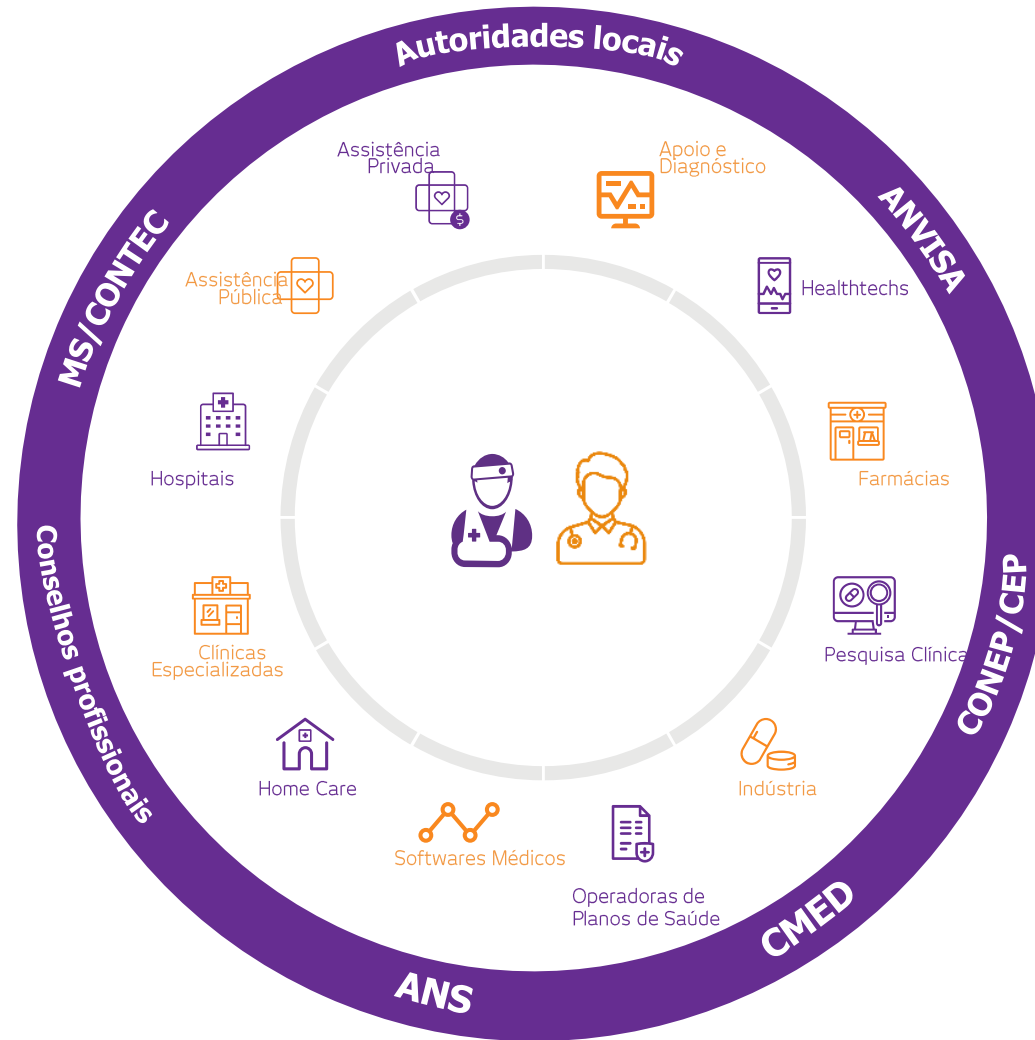 Autoridades locais
ANVISA
CONEP/CEP
CMED
ANS
Conselhos profissionais
MS/CONTEC
Assistência
Privada
$
Apoio e
Diagnóstico
Healthtechs
Farmácias
Pesquisa Clínica
Indústria
Operadoras de
Planos de Saúde
Softwares Médicos
Home Care
Clínicas
Especializadas
Hospitais
Assistência
Pública